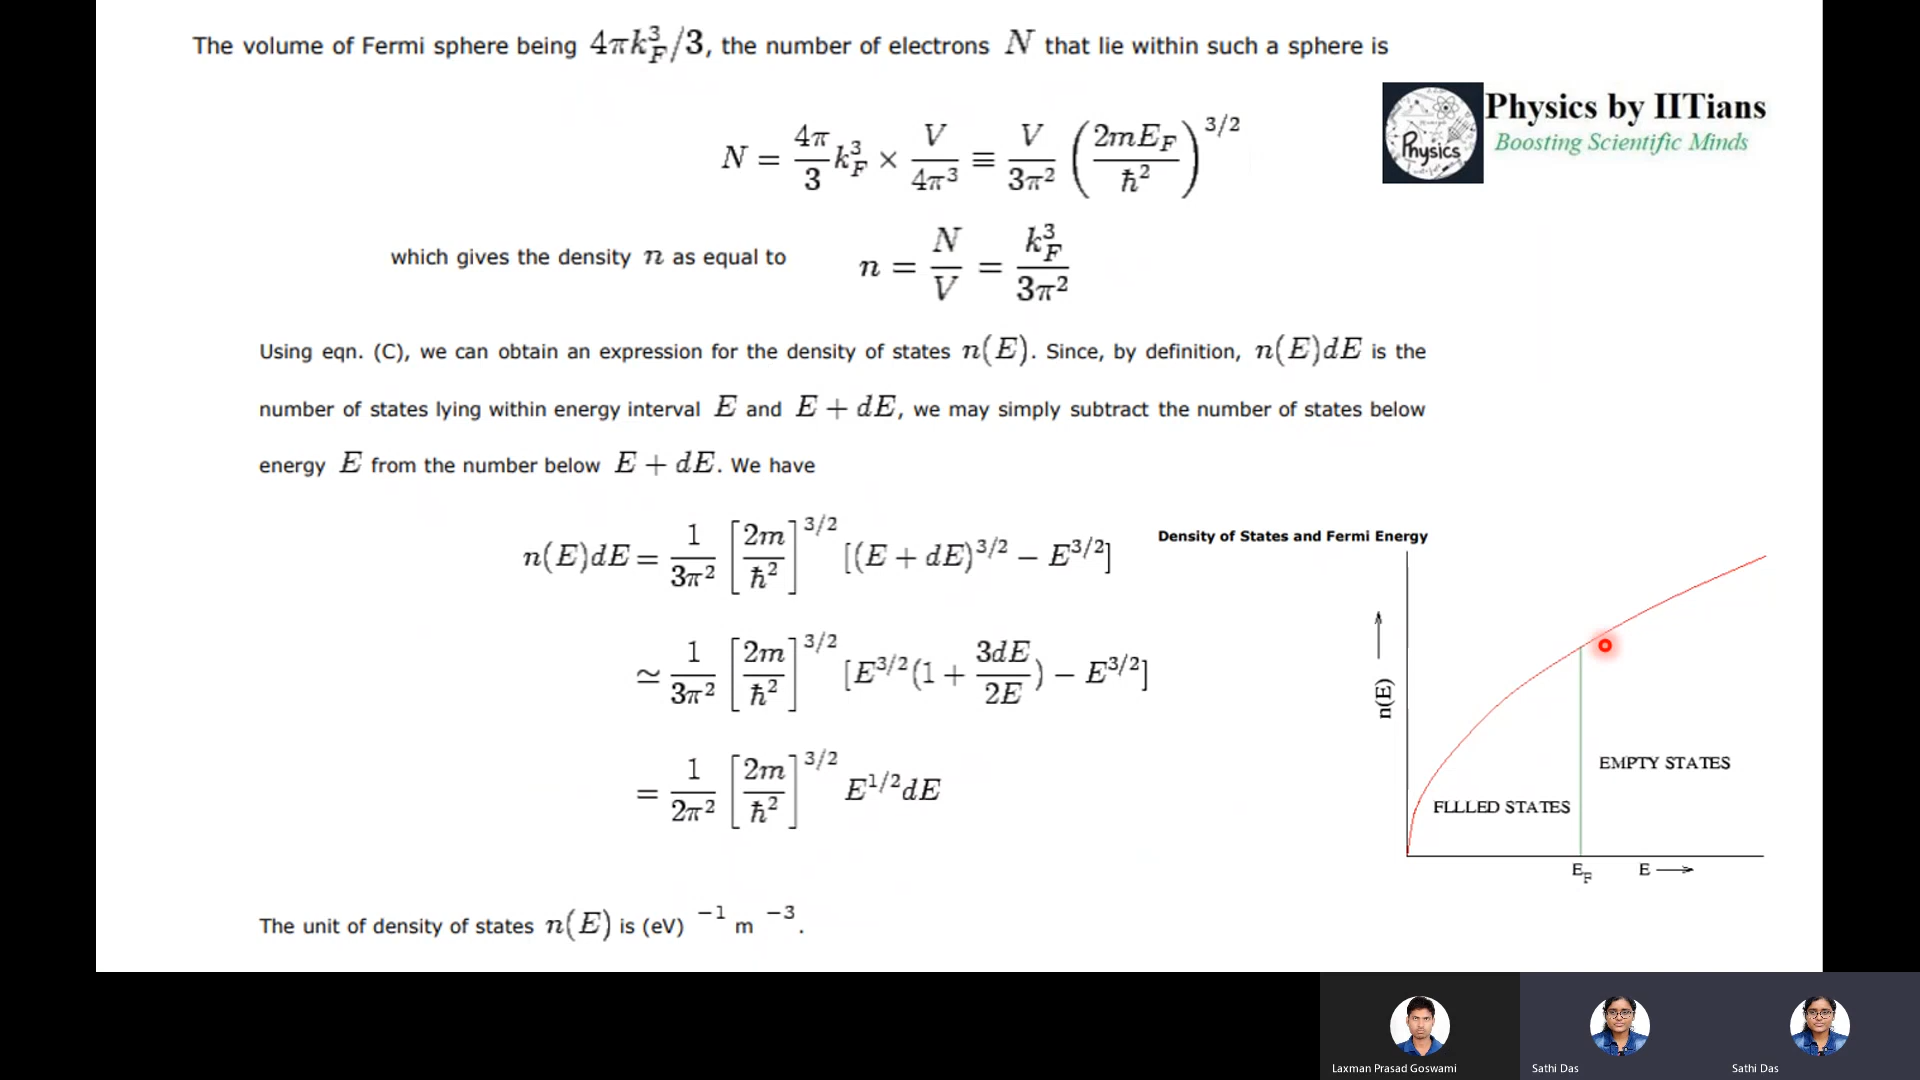 The volume of Fermi sphere being 4πk_F^3/3, the number of electrons N that lie within such a sphere is
N = 4π/3 k_F^3 × V/4π^3 ≡ V/3π^2 (2mE_F/ħ^2)^3/2
Physics
Physics by IITians
Boosting Scientific Minds
which gives the density n as equal to n = N/V = k_F^3/3π^2
Using eqn. (C), we can obtain an expression for the density of states n(E). Since, by definition, n(E)dE is the
number of states lying within energy interval E and E + dE, we may simply subtract the number of states below
energy E from the number below E + dE. We have
n(E)dE = 1/3π^2 [2m/ħ^2]^3/2 [(E + dE)^3/2 − E^3/2]
≃ 1/3π^2 [2m/ħ^2]^3/2 [E^3/2(1 + 3dE/2E) − E^3/2]
= 1/2π^2 [2m/ħ^2]^3/2 E^1/2dE
The unit of density of states n(E) is (eV) ^−1 m ^−3.
Density of States and Fermi Energy
n(E)
EMPTY STATES
FLLLED STATES
E_F
E
Laxman Prasad Goswami
Sathi Das
Sathi Das